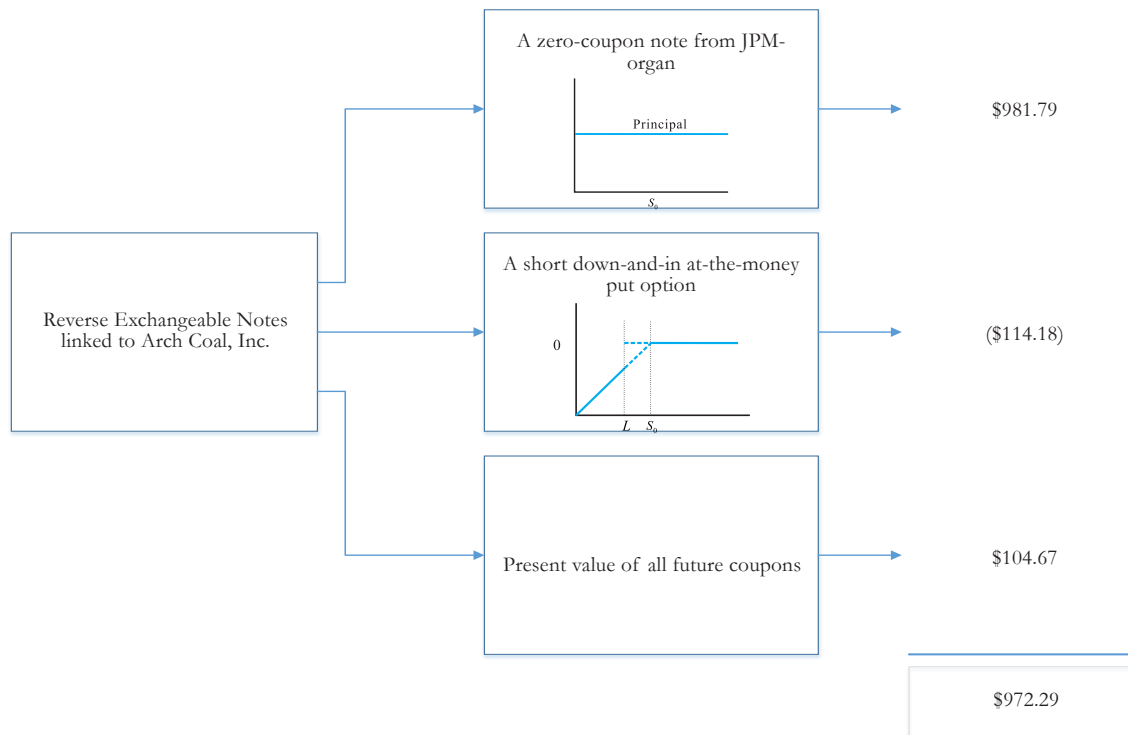 A zero-coupon note from JPM-
organ
Principal
S₀
$981.79
Reverse Exchangeable Notes
linked to Arch Coal, Inc.
A short down-and-in at-the-money
put option
0
L S₀
($114.18)
Present value of all future coupons
$104.67
$972.29